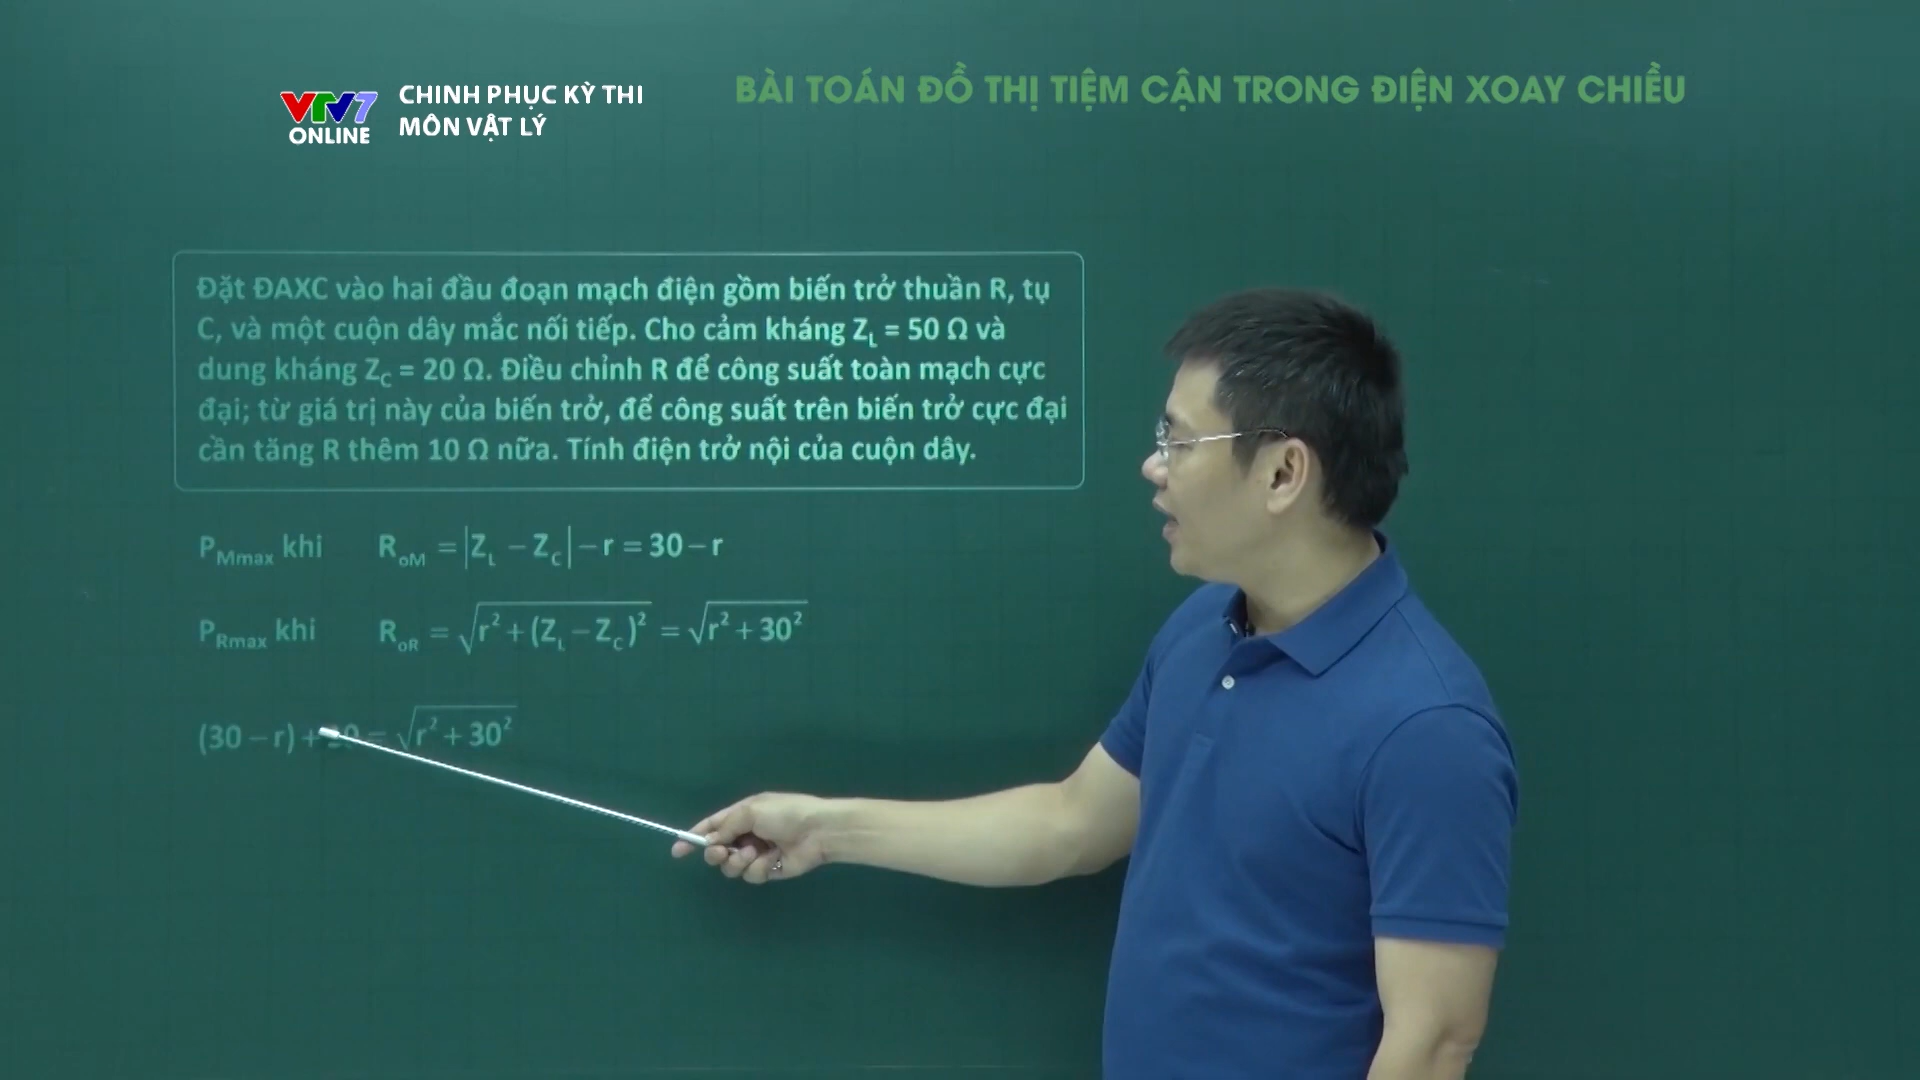 VTV7
ONLINE
CHINH PHỤC KỲ THI
MÔN VẬT LÝ
BÀI TOÁN ĐỒ THỊ TIỆM CẬN TRONG ĐIỆN XOAY CHIỀU
Đặt ĐAXC vào hai đầu đoạn mạch điện gồm biến trở thuần R, tụ
C, và một cuộn dây mắc nối tiếp. Cho cảm kháng Z_L = 50 Ω và
dung kháng Z_C = 20 Ω. Điều chỉnh R để công suất toàn mạch cực
đại; từ giá trị này của biến trở, để công suất trên biến trở cực đại
cần tăng R thêm 10 Ω nữa. Tính điện trở nội của cuộn dây.
P_Mmax khi R_oM = |Z_L − Z_C| − r = 30 − r
P_Rmax khi R_oR = √(r² + (Z_L − Z_C)²) = √(r² + 30²)
(30 − r) + = √(r² + 30²)